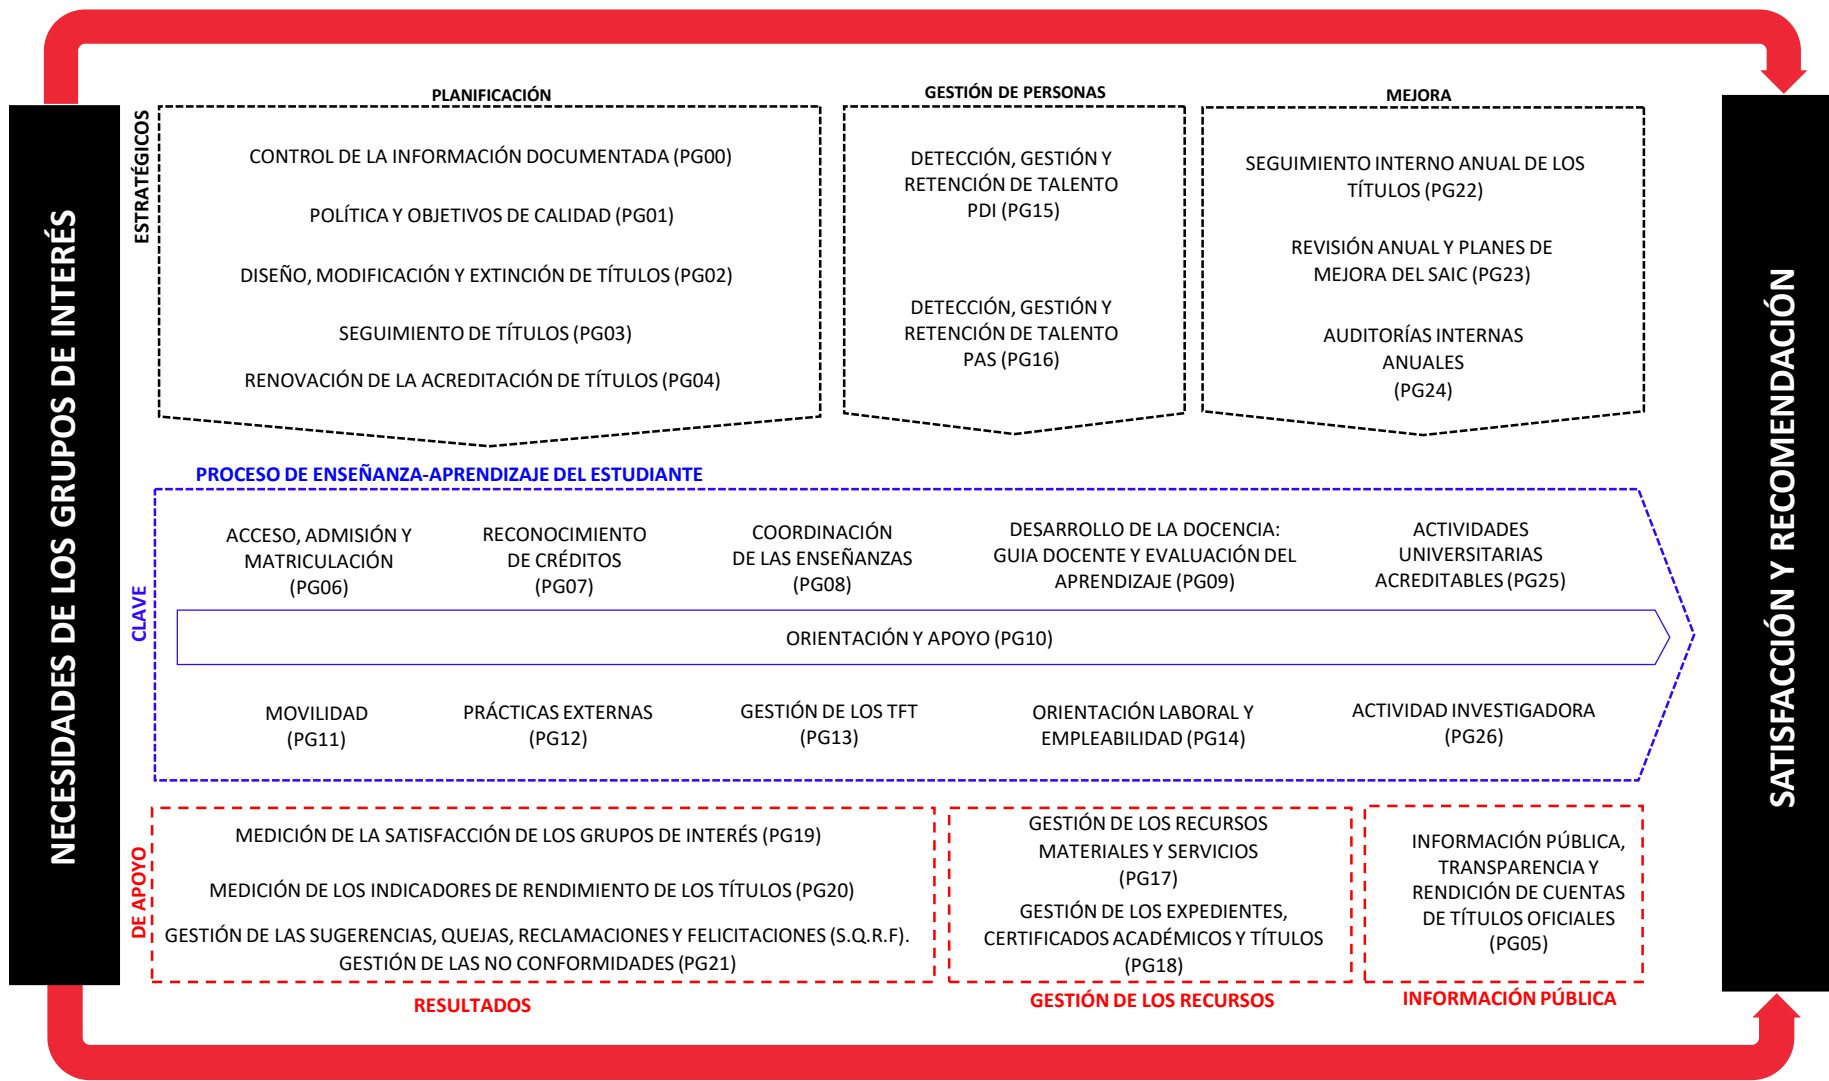 NECESIDADES DE LOS GRUPOS DE INTERÉS
ESTRATÉGICOS
PLANIFICACIÓN
CONTROL DE LA INFORMACIÓN DOCUMENTADA (PG00)
POLÍTICA Y OBJETIVOS DE CALIDAD (PG01)
DISEÑO, MODIFICACIÓN Y EXTINCIÓN DE TÍTULOS (PG02)
SEGUIMIENTO DE TÍTULOS (PG03)
RENOVACIÓN DE LA ACREDITACIÓN DE TÍTULOS (PG04)
GESTIÓN DE PERSONAS
DETECCIÓN, GESTIÓN Y
RETENCIÓN DE TALENTO
PDI (PG15)
DETECCIÓN, GESTIÓN Y
RETENCIÓN DE TALENTO
PAS (PG16)
MEJORA
SEGUIMIENTO INTERNO ANUAL DE LOS
TÍTULOS (PG22)
REVISIÓN ANUAL Y PLANES DE
MEJORA DEL SAIC (PG23)
AUDITORÍAS INTERNAS
ANUALES
(PG24)
PROCESO DE ENSEÑANZA-APRENDIZAJE DEL ESTUDIANTE
CLAVE
ACCESO, ADMISIÓN Y
MATRICULACIÓN
(PG06)
RECONOCIMIENTO
DE CRÉDITOS
(PG07)
COORDINACIÓN
DE LAS ENSEÑANZAS
(PG08)
DESARROLLO DE LA DOCENCIA:
GUIA DOCENTE Y EVALUACIÓN DEL
APRENDIZAJE (PG09)
ACTIVIDADES
UNIVERSITARIAS
ACREDITABLES (PG25)
ORIENTACIÓN Y APOYO (PG10)
MOVILIDAD
(PG11)
PRÁCTICAS EXTERNAS
(PG12)
GESTIÓN DE LOS TFT
(PG13)
ORIENTACIÓN LABORAL Y
EMPLEABILIDAD (PG14)
ACTIVIDAD INVESTIGADORA
(PG26)
DE APOYO
MEDICIÓN DE LA SATISFACCIÓN DE LOS GRUPOS DE INTERÉS (PG19)
MEDICIÓN DE LOS INDICADORES DE RENDIMIENTO DE LOS TÍTULOS (PG20)
GESTIÓN DE LAS SUGERENCIAS, QUEJAS, RECLAMACIONES Y FELICITACIONES (S.Q.R.F).
GESTIÓN DE LAS NO CONFORMIDADES (PG21)
RESULTADOS
GESTIÓN DE LOS RECURSOS
MATERIALES Y SERVICIOS
(PG17)
GESTIÓN DE LOS EXPEDIENTES,
CERTIFICADOS ACADÉMICOS Y TÍTULOS
(PG18)
GESTIÓN DE LOS RECURSOS
INFORMACIÓN PÚBLICA,
TRANSPARENCIA Y
RENDICIÓN DE CUENTAS
DE TÍTULOS OFICIALES
(PG05)
INFORMACIÓN PÚBLICA
SATISFACCIÓN Y RECOMENDACIÓN